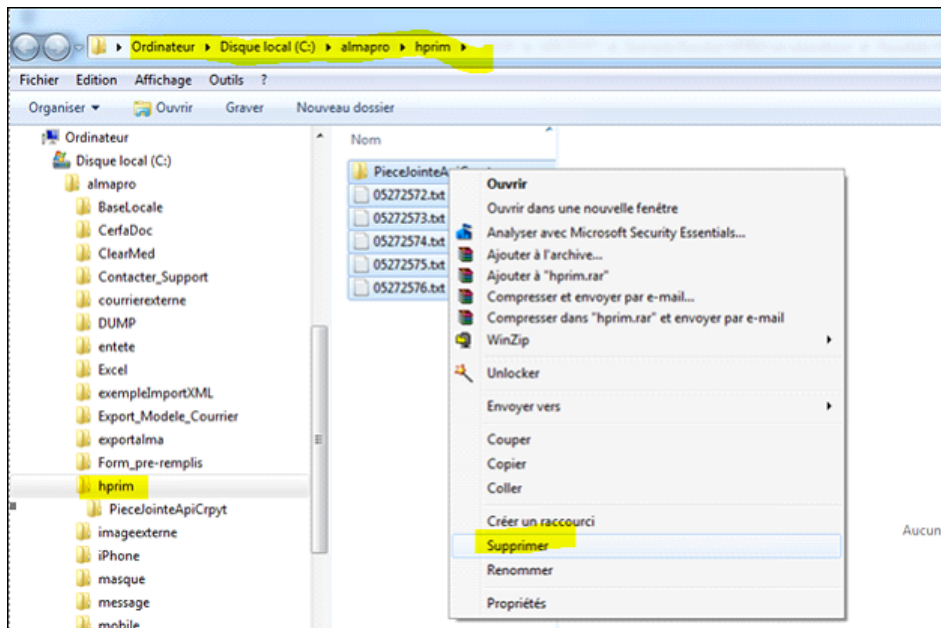 Ordinateur Disque local (C:) almapro hprim
Fichier Edition Affichage Outils ?
Organiser Ouvrir Graver Nouveau dossier
Ordinateur
Disque local (C:)
almapro
BaseLocale
CerfaDoc
ClearMed
Contacter_Support
courrierexterne
DUMP
entete
Excel
exempleImportXML
Export_Modele_Courrier
exportalma
Form_pre-remplis
hprim
PieceJointeApiCrpyt
imageexterne
iPhone
masque
message
mobile
Nom
05272572.txt
05272573.txt
05272574.txt
05272575.txt
05272576.txt
Ouvrir
Ouvrir dans une nouvelle fenêtre
Analyser avec Microsoft Security Essentials...
Ajouter à l'archive...
Ajouter à "hprim.rar"
Compresser et envoyer par e-mail...
Compresser dans "hprim.rar" et envoyer par e-mail
WinZip
Unlocker
Envoyer vers
Couper
Copier
Coller
Créer un raccourci
Supprimer
Renommer
Propriétés
Aucun